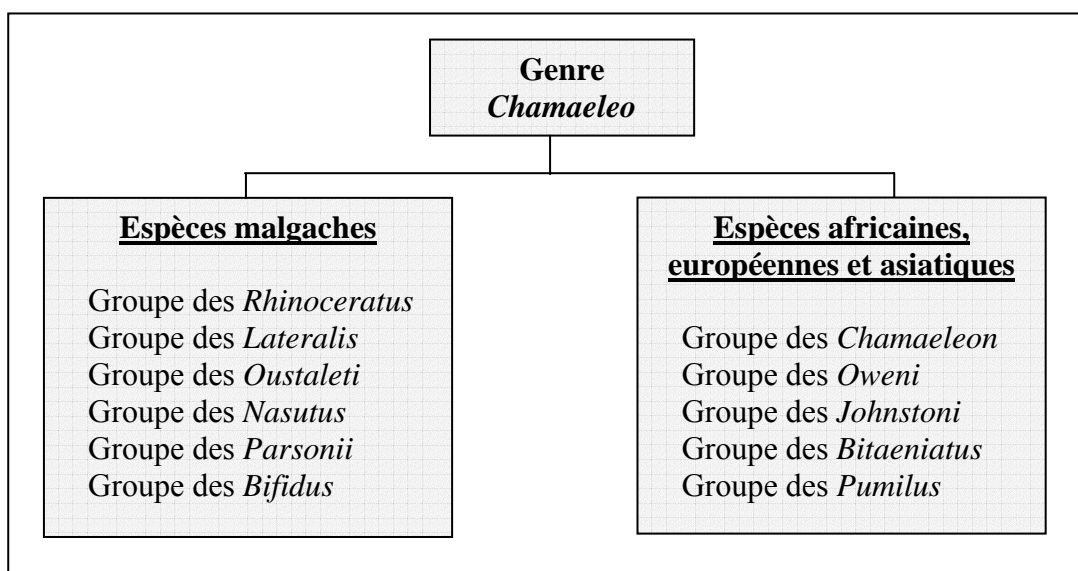 Genre
Chamaeleo
Espèces malgaches
Groupe des Rhinoceratus
Groupe des Lateralis
Groupe des Oustaleti
Groupe des Nasutus
Groupe des Parsonii
Groupe des Bifidus
Espèces africaines,
européennes et asiatiques
Groupe des Chamaeleon
Groupe des Oweni
Groupe des Johnstoni
Groupe des Bitaeniatus
Groupe des Pumilus